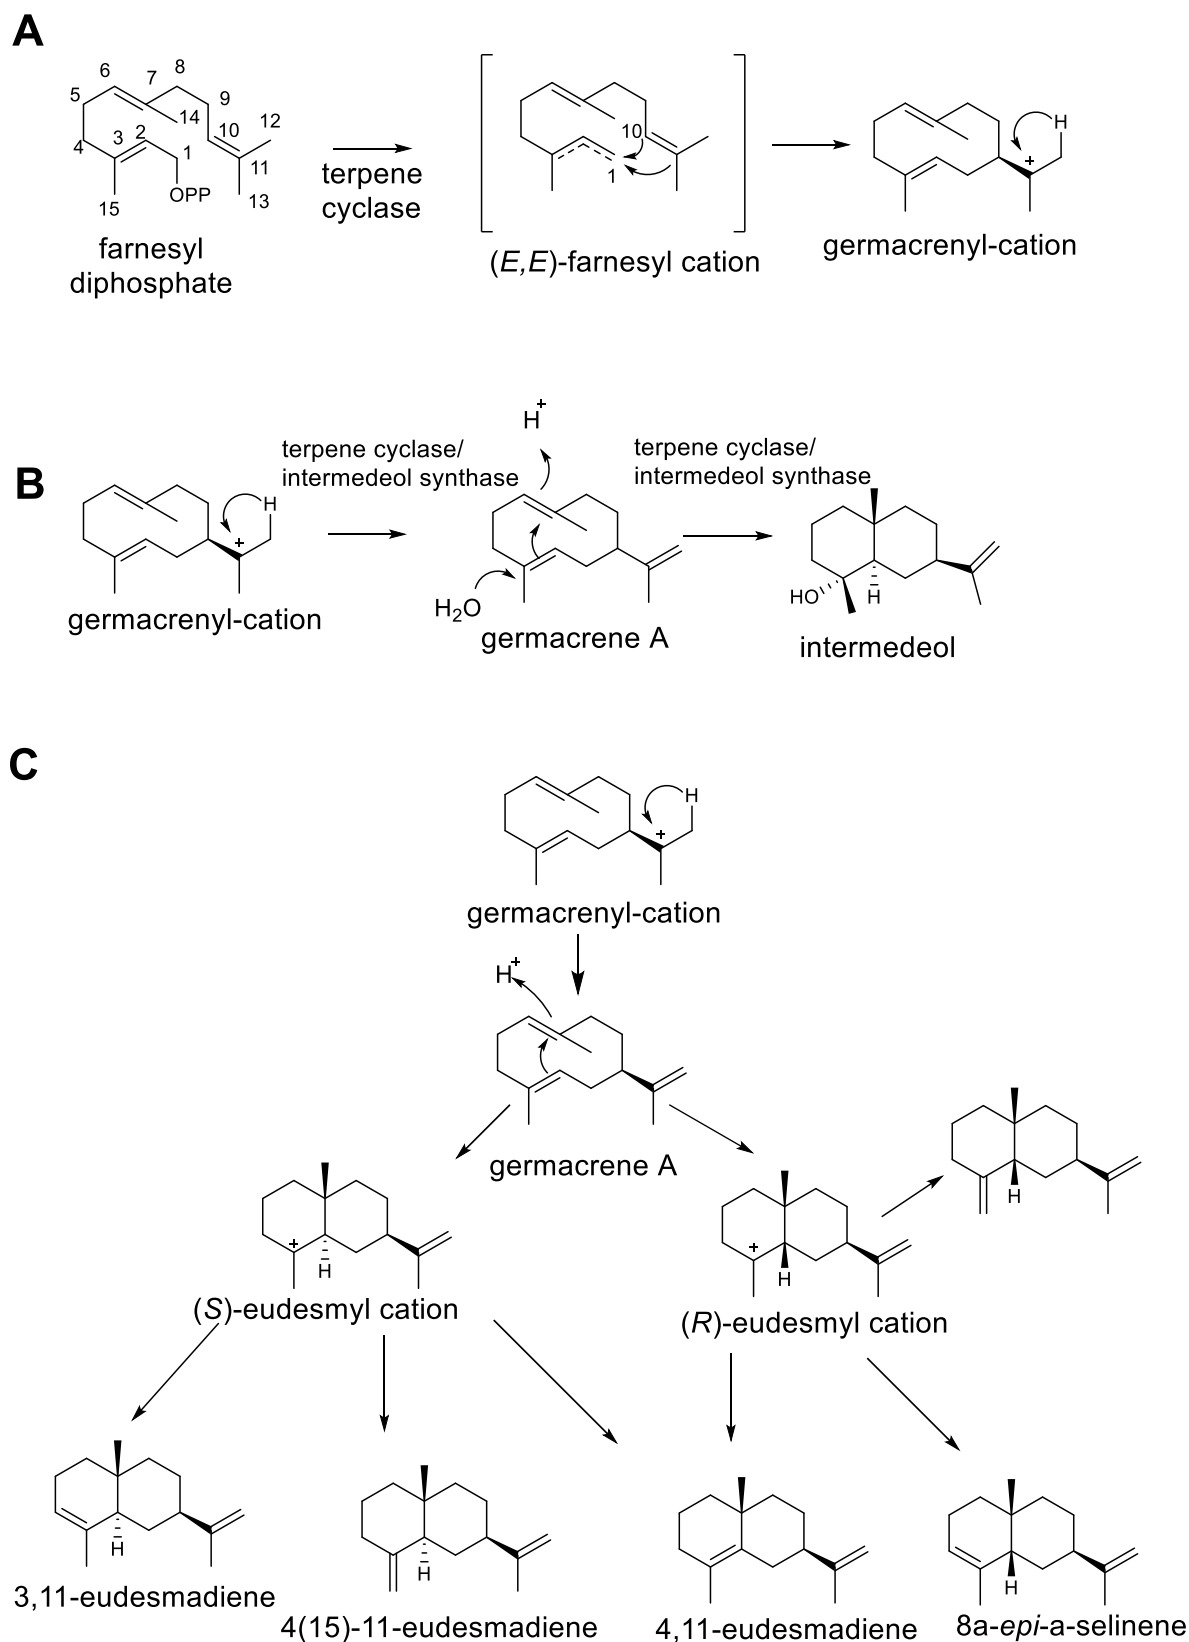 A
6
7
8
5
9
14
12
4
3
2
10
1
11
OPP
13
15
farnesyl
diphosphate
terpene
cyclase
10
1
(E,E)-farnesyl cation
H
+
germacrenyl-cation
B
H
+
germacrenyl-cation
terpene cyclase/
intermedeol synthase
H+
H2O
germacrene A
terpene cyclase/
intermedeol synthase
HO
H
intermedeol
C
H
+
germacrenyl-cation
H+
germacrene A
+
H
(S)-eudesmyl cation
+
H
(R)-eudesmyl cation
H
H
3,11-eudesmadiene
H
4(15)-11-eudesmadiene
4,11-eudesmadiene
H
8a-epi-a-selinene